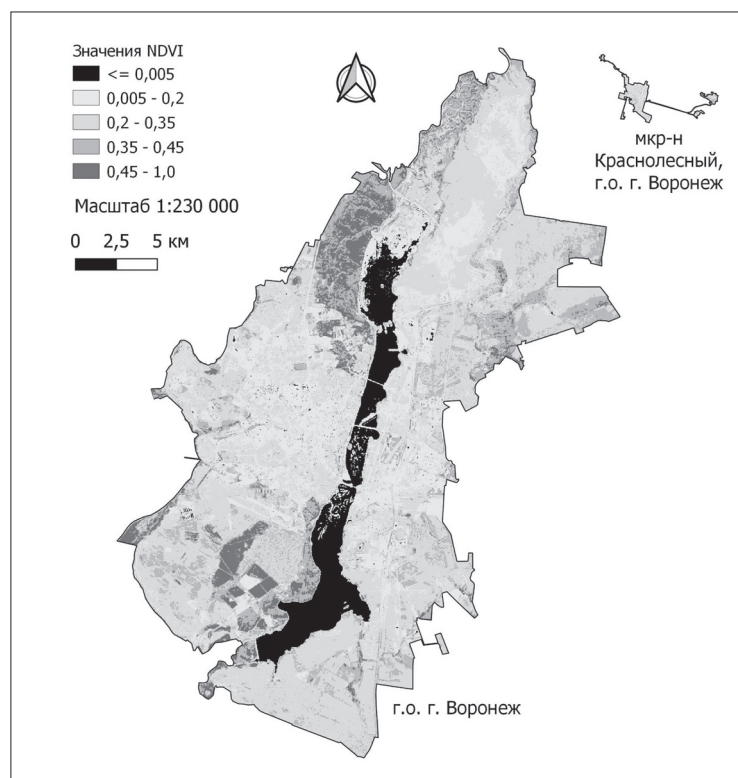 Значения NDVI
<= 0,005
0,005 - 0,2
0,2 - 0,35
0,35 - 0,45
0,45 - 1,0
Масштаб 1:230 000
0 2,5 5 км
мкр-н
Краснолесный,
г.о. г. Воронеж
г.о. г. Воронеж